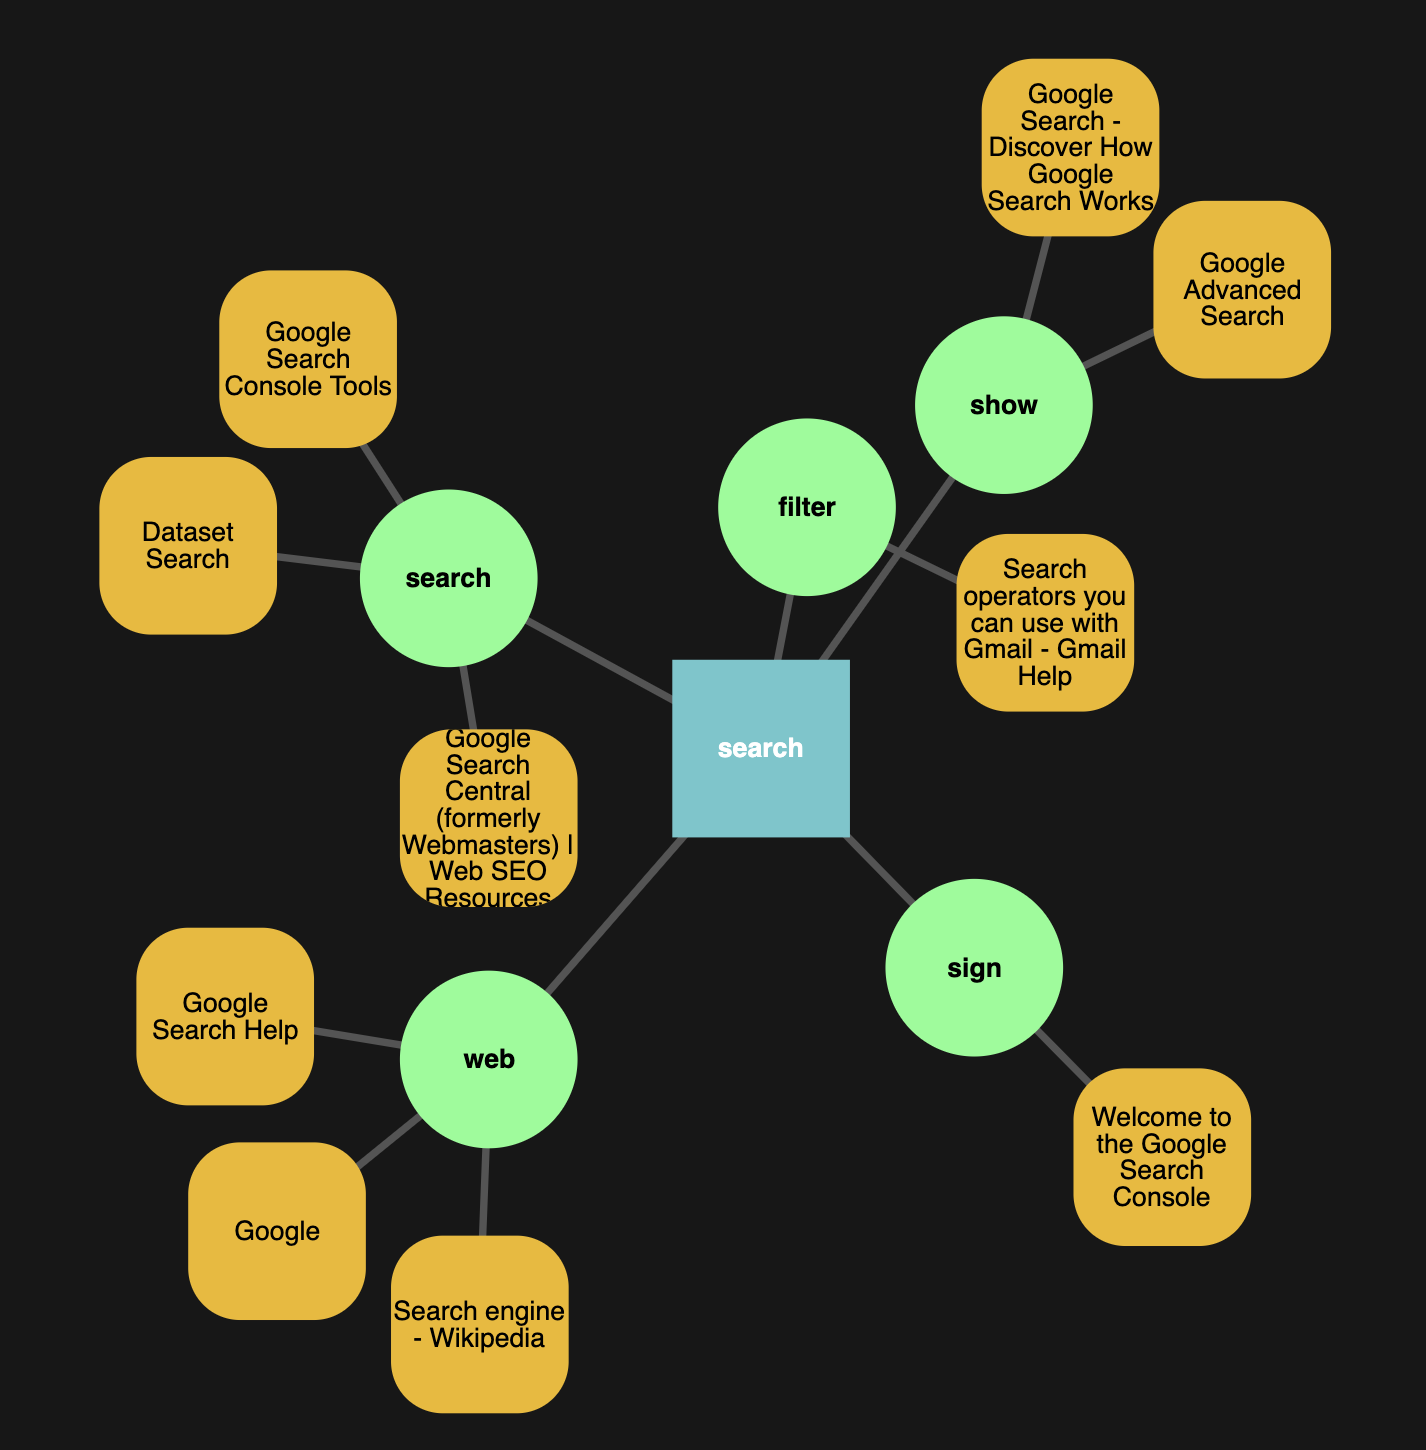 Google
Search -
Discover How
Google
Search Works
Google
Advanced
Search
show
filter
Search
operators you
can use with
Gmail - Gmail
Help
Google
Search
Console Tools
Dataset
Search
search
Google
Search
Central
(formerly
Webmasters) |
Web SEO
Resources
search
sign
Welcome to
the Google
Search
Console
web
Google
Search Help
Google
Search engine
- Wikipedia